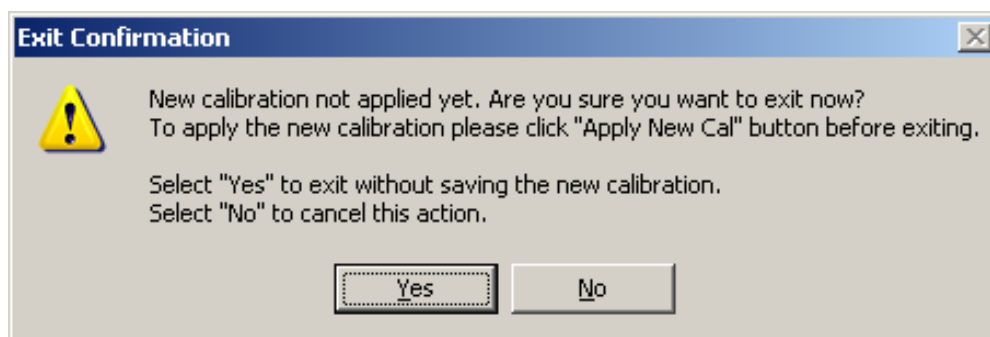 Exit Confirmation
New calibration not applied yet. Are you sure you want to exit now?
To apply the new calibration please click "Apply New Cal" button before exiting.
Select "Yes" to exit without saving the new calibration.
Select "No" to cancel this action.
Yes
No